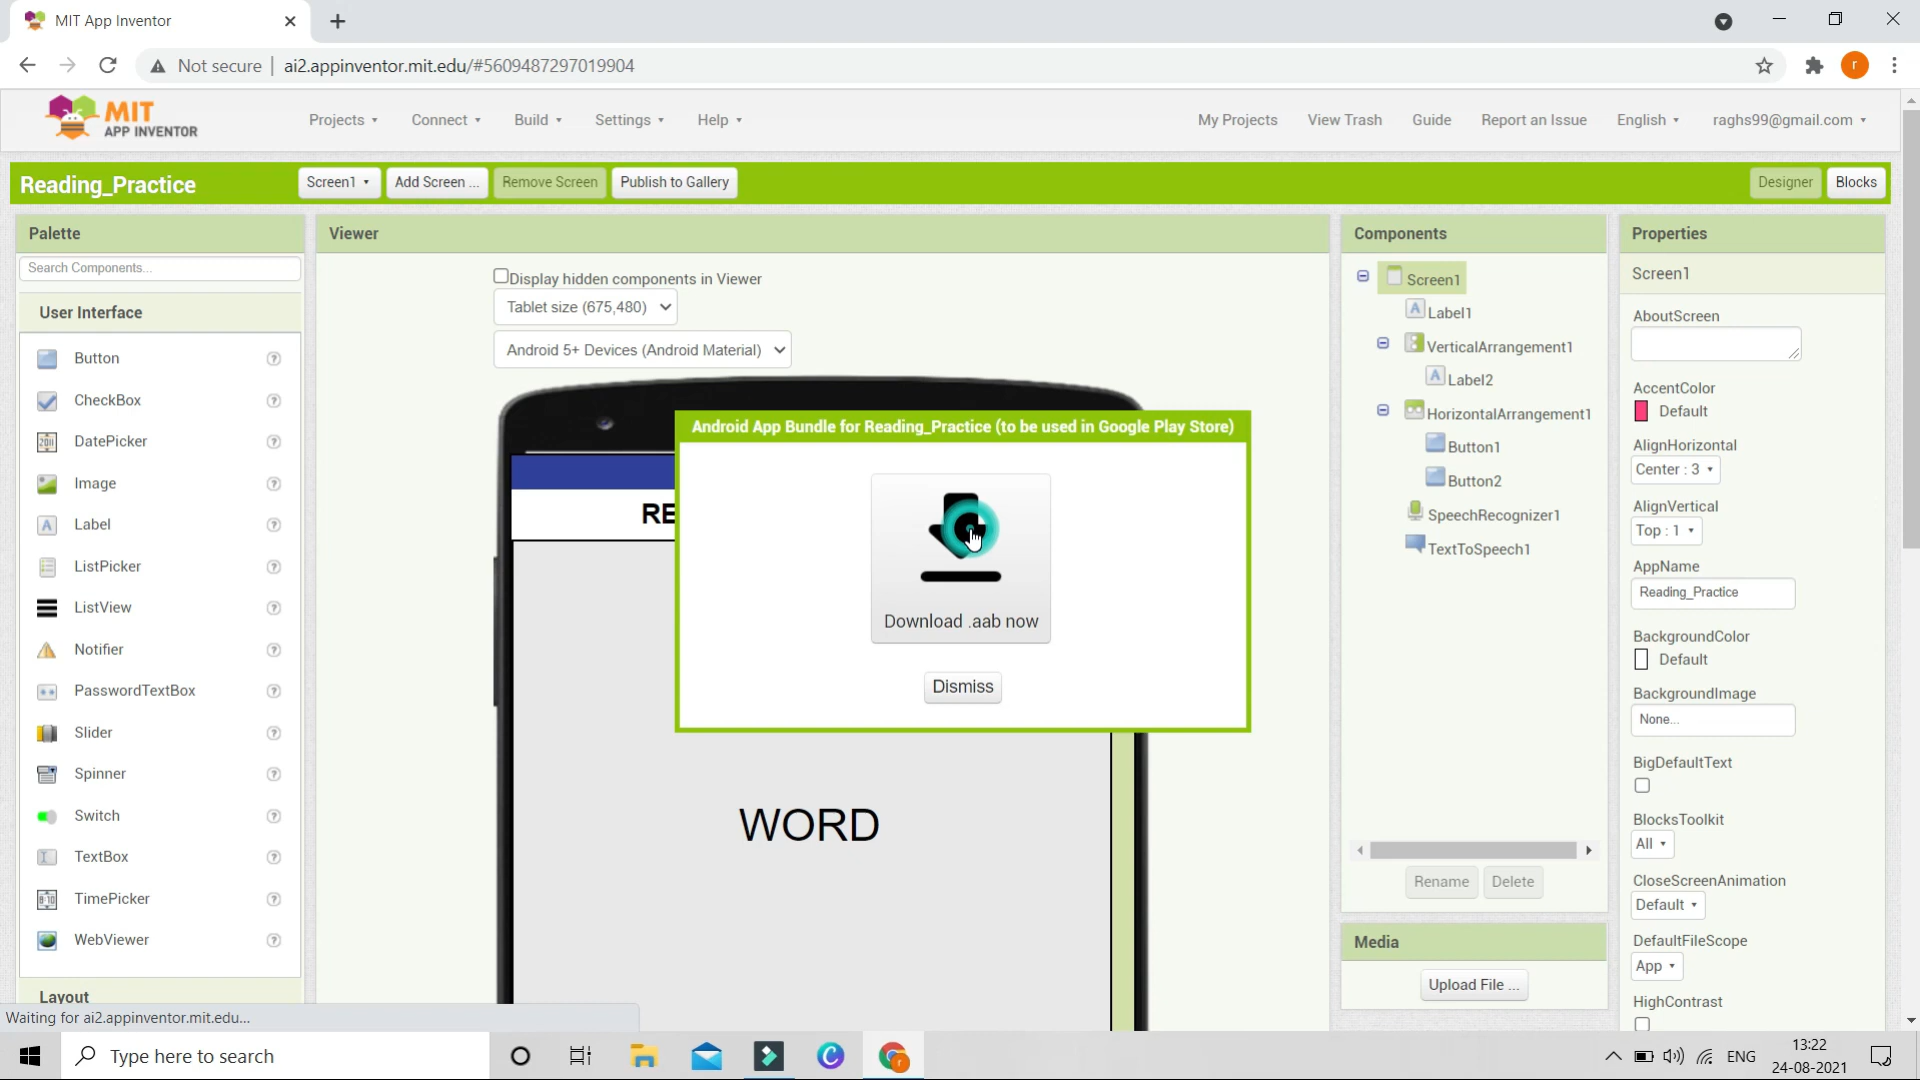 MIT App Inventor
Not secure
ai2.appinventor.mit.edu/#5609487297019904
r
MIT
APP INVENTOR
Projects
Connect
Build
Settings
Help
My Projects
View Trash
Guide
Report an Issue
English
raghs99@gmail.com
Reading_Practice
Screen1
Add Screen ...
Remove Screen
Publish to Gallery
Designer
Blocks
Palette
Search Components...
User Interface
Button
CheckBox
DatePicker
Image
Label
ListPicker
ListView
Notifier
PasswordTextBox
Slider
Spinner
Switch
TextBox
TimePicker
WebViewer
Layout
Viewer
Display hidden components in Viewer
Tablet size (675,480)
Android 5+ Devices (Android Material)
RE
WORD
Android App Bundle for Reading_Practice (to be used in Google Play Store)
Download .aab now
Dismiss
Components
Screen1
Label1
VerticalArrangement1
Label2
HorizontalArrangement1
Button1
Button2
SpeechRecognizer1
TextToSpeech1
Rename
Delete
Media
Upload File ...
Properties
Screen1
AboutScreen
AccentColor
Default
AlignHorizontal
Center : 3
AlignVertical
Top : 1
AppName
Reading_Practice
BackgroundColor
Default
BackgroundImage
None...
BigDefaultText
BlocksToolkit
All
CloseScreenAnimation
Default
DefaultFileScope
App
HighContrast
Waiting for ai2.appinventor.mit.edu...
Type here to search
ENG
13:22
24-08-2021